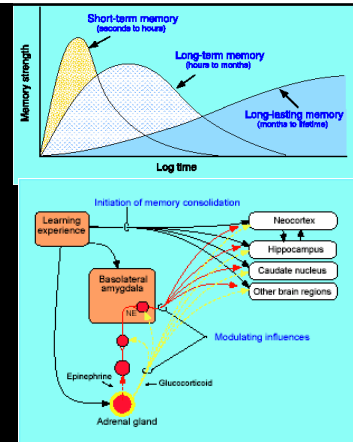 Short-term memory
(seconds to hours)
Long-term memory
(hours to months)
Long-lasting memory
(months to lifetime)
Memory strength
Log time
Initiation of memory consolidation
Learning
experience
Neocortex
Hippocampus
Caudate nucleus
Other brain regions
Basolateral
amygdala
NE
Modulating influences
Epinephrine
Glucocorticoid
Adrenal gland